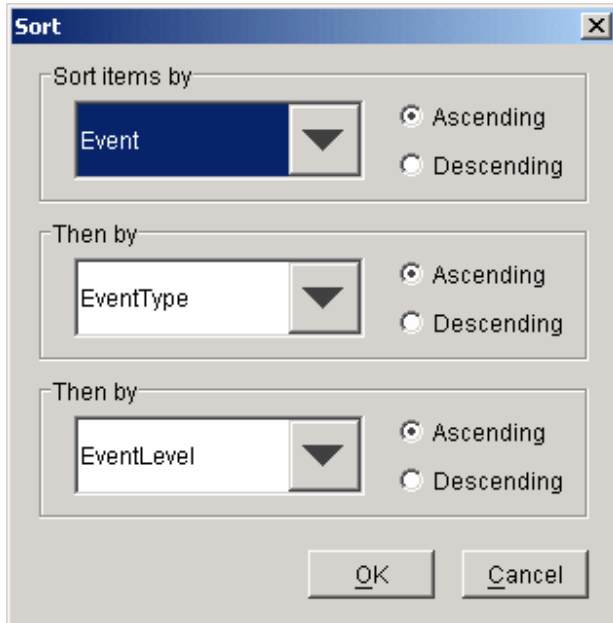 Sort
Sort items by
Event
Ascending
Descending
Then by
EventType
Ascending
Descending
Then by
EventLevel
Ascending
Descending
OK
Cancel